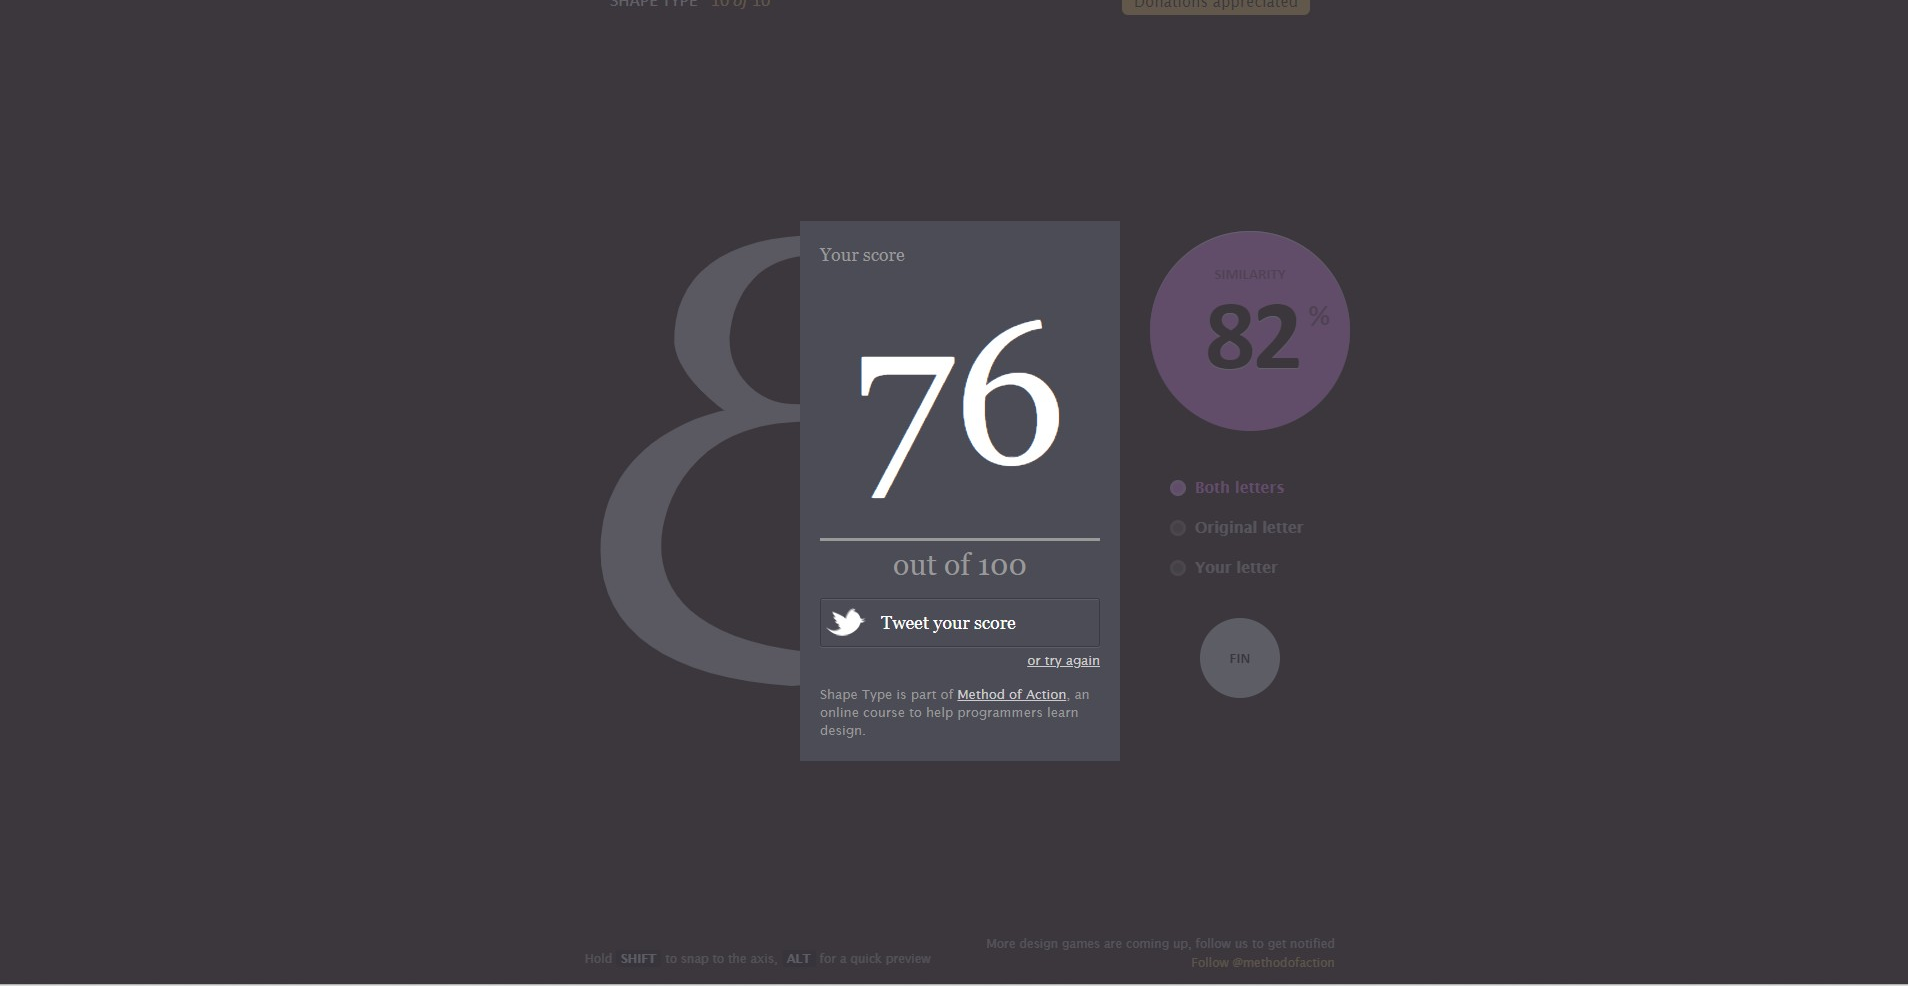 SHAPE TYPE 10 of 10
Donations appreciated
8
Your score
76
out of 100
Tweet your score
or try again
Shape Type is part of Method of Action, an
online course to help programmers learn
design.
SIMILARITY
82 %
Both letters
Original letter
Your letter
FIN
Hold SHIFT to snap to the axis, ALT for a quick preview
More design games are coming up, follow us to get notified
Follow @methodofaction